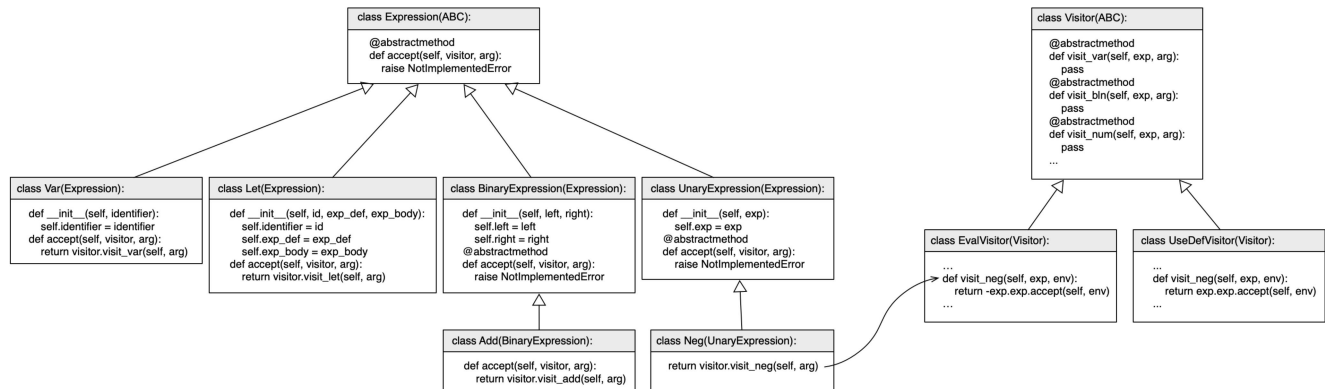 class Expression(ABC):
@abstractmethod
def accept(self, visitor, arg):
raise NotImplementedError
class Visitor(ABC):
@abstractmethod
def visit_var(self, exp, arg):
pass
@abstractmethod
def visit_bln(self, exp, arg):
pass
@abstractmethod
def visit_num(self, exp, arg):
pass
...
class Var(Expression):
def __init__(self, identifier):
self.identifier = identifier
def accept(self, visitor, arg):
return visitor.visit_var(self, arg)
class Let(Expression):
def __init__(self, id, exp_def, exp_body):
self.identifier = id
self.exp_def = exp_def
self.exp_body = exp_body
def accept(self, visitor, arg):
return visitor.visit_let(self, arg)
class BinaryExpression(Expression):
def __init__(self, left, right):
self.left = left
self.right = right
@abstractmethod
def accept(self, visitor, arg):
raise NotImplementedError
class UnaryExpression(Expression):
def __init__(self, exp):
self.exp = exp
@abstractmethod
def accept(self, visitor, arg):
raise NotImplementedError
class EvalVisitor(Visitor):
...
def visit_neg(self, exp, env):
return -exp.exp.accept(self, env)
...
class UseDefVisitor(Visitor):
...
def visit_neg(self, exp, env):
return exp.exp.accept(self, env)
...
class Add(BinaryExpression):
def accept(self, visitor, arg):
return visitor.visit_add(self, arg)
class Neg(UnaryExpression):
return visitor.visit_neg(self, arg)